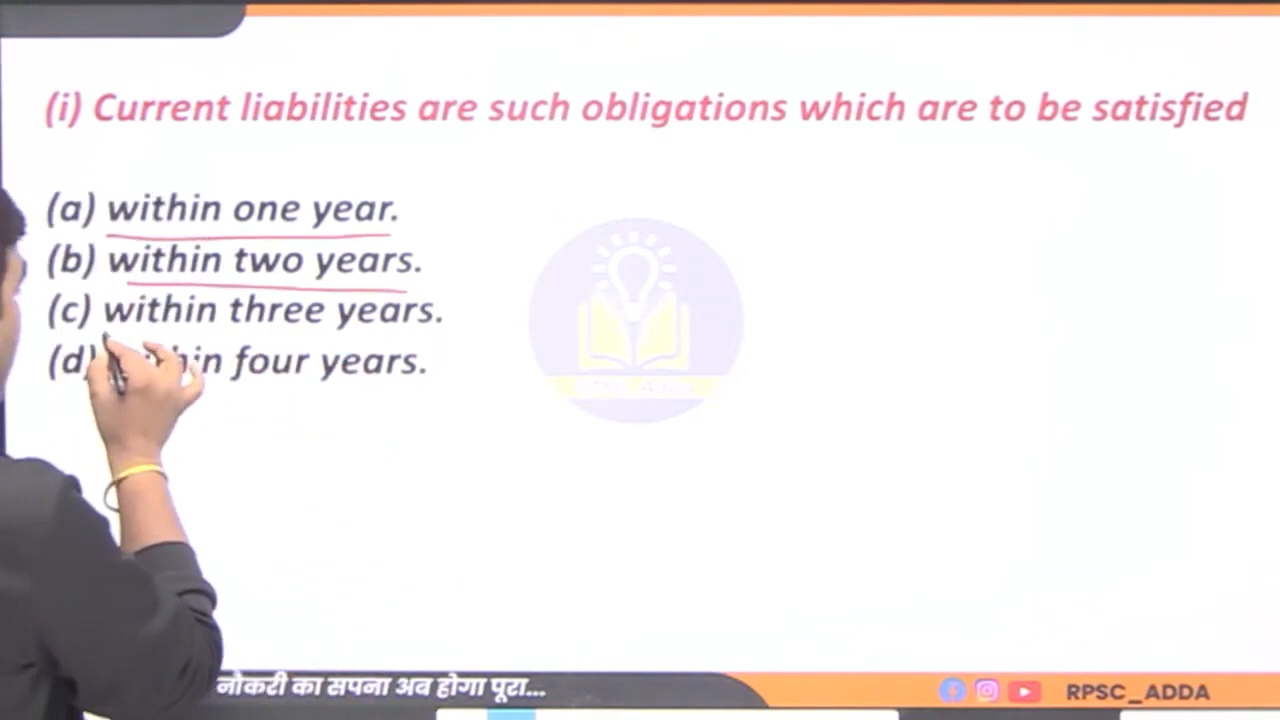 (i) Current liabilities are such obligations which are to be satisfied
(a) within one year.
(b) within two years.
(c) within three years.
(d) within four years.
नोकरी का सपना अब होगा पूरा...
RPSC_ADDA